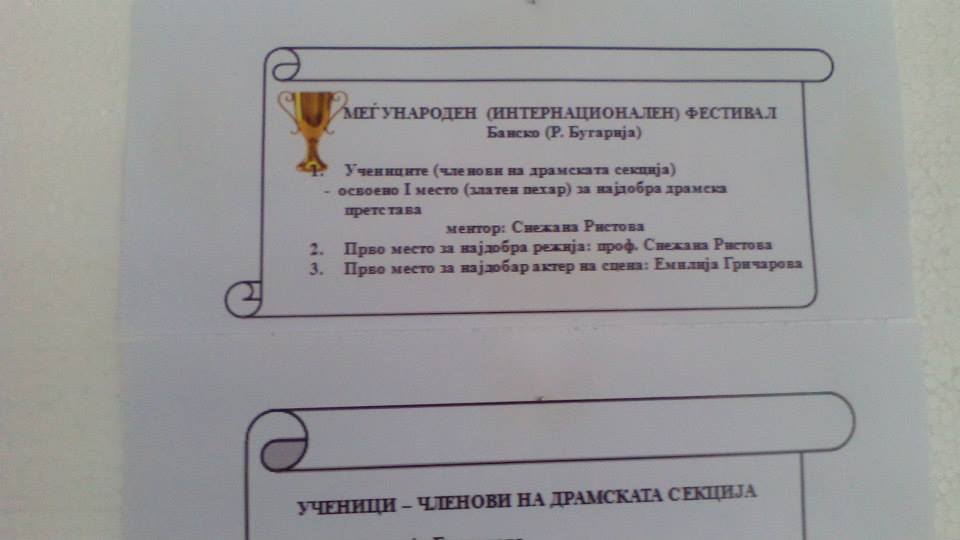 МЕЃУНАРОДЕН (ИНТЕРНАЦИОНАЛЕН) ФЕСТИВАЛ
Банско (Р. Бугарија)
1. Учениците (членови на драмската секција)
- освоено I место (златен пехар) за најдобра драмска
претстава
ментор: Снежана Ристова
2. Прво место за најдобра режија: проф. Снежана Ристова
3. Прво место за најдобар актер на сцена: Емилија Гричарова
УЧЕНИЦИ – ЧЛЕНОВИ НА ДРАМСКАТА СЕКЦИЈА